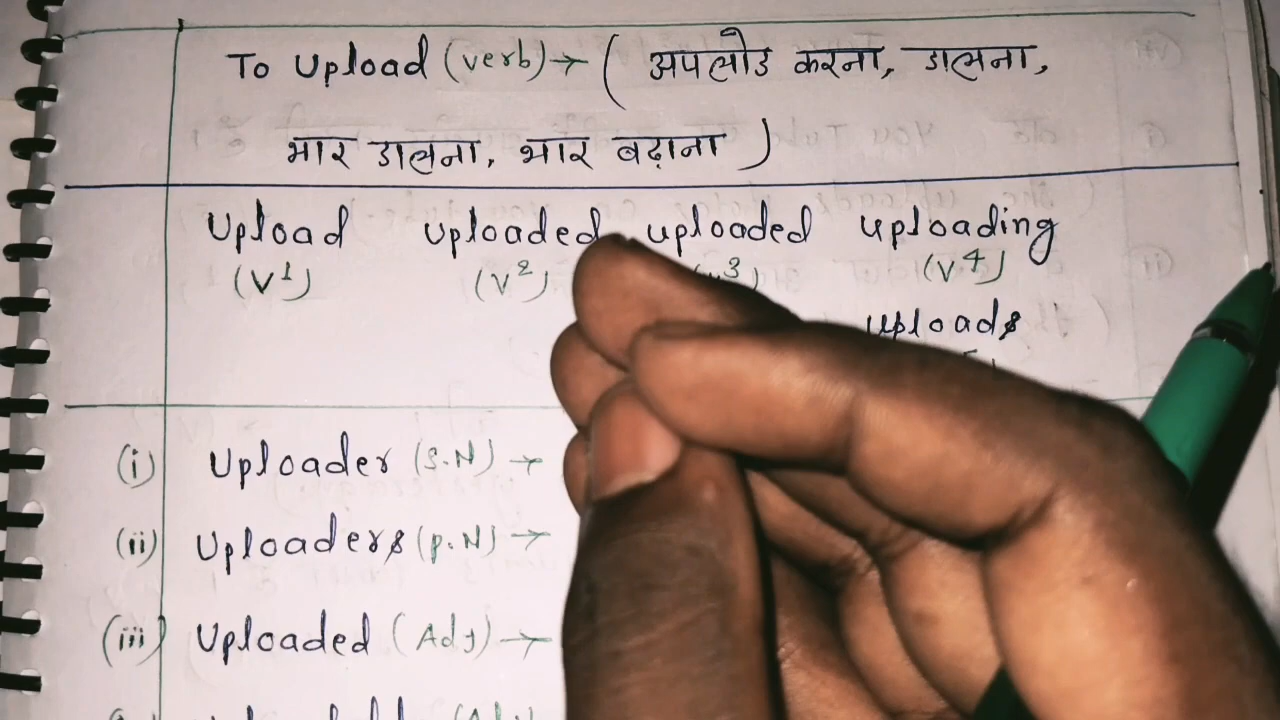 To Upload (verb) → ( अपलोड करना, डालना,
भार डालना, भार बढ़ाना )
Upload uploaded uploaded uploading
(V1) (V2) 3) (V4)
uploads
(i) Uploader (S.N) →
(ii) Uploaders (P.N) →
(iii) Uploaded (Adj) →